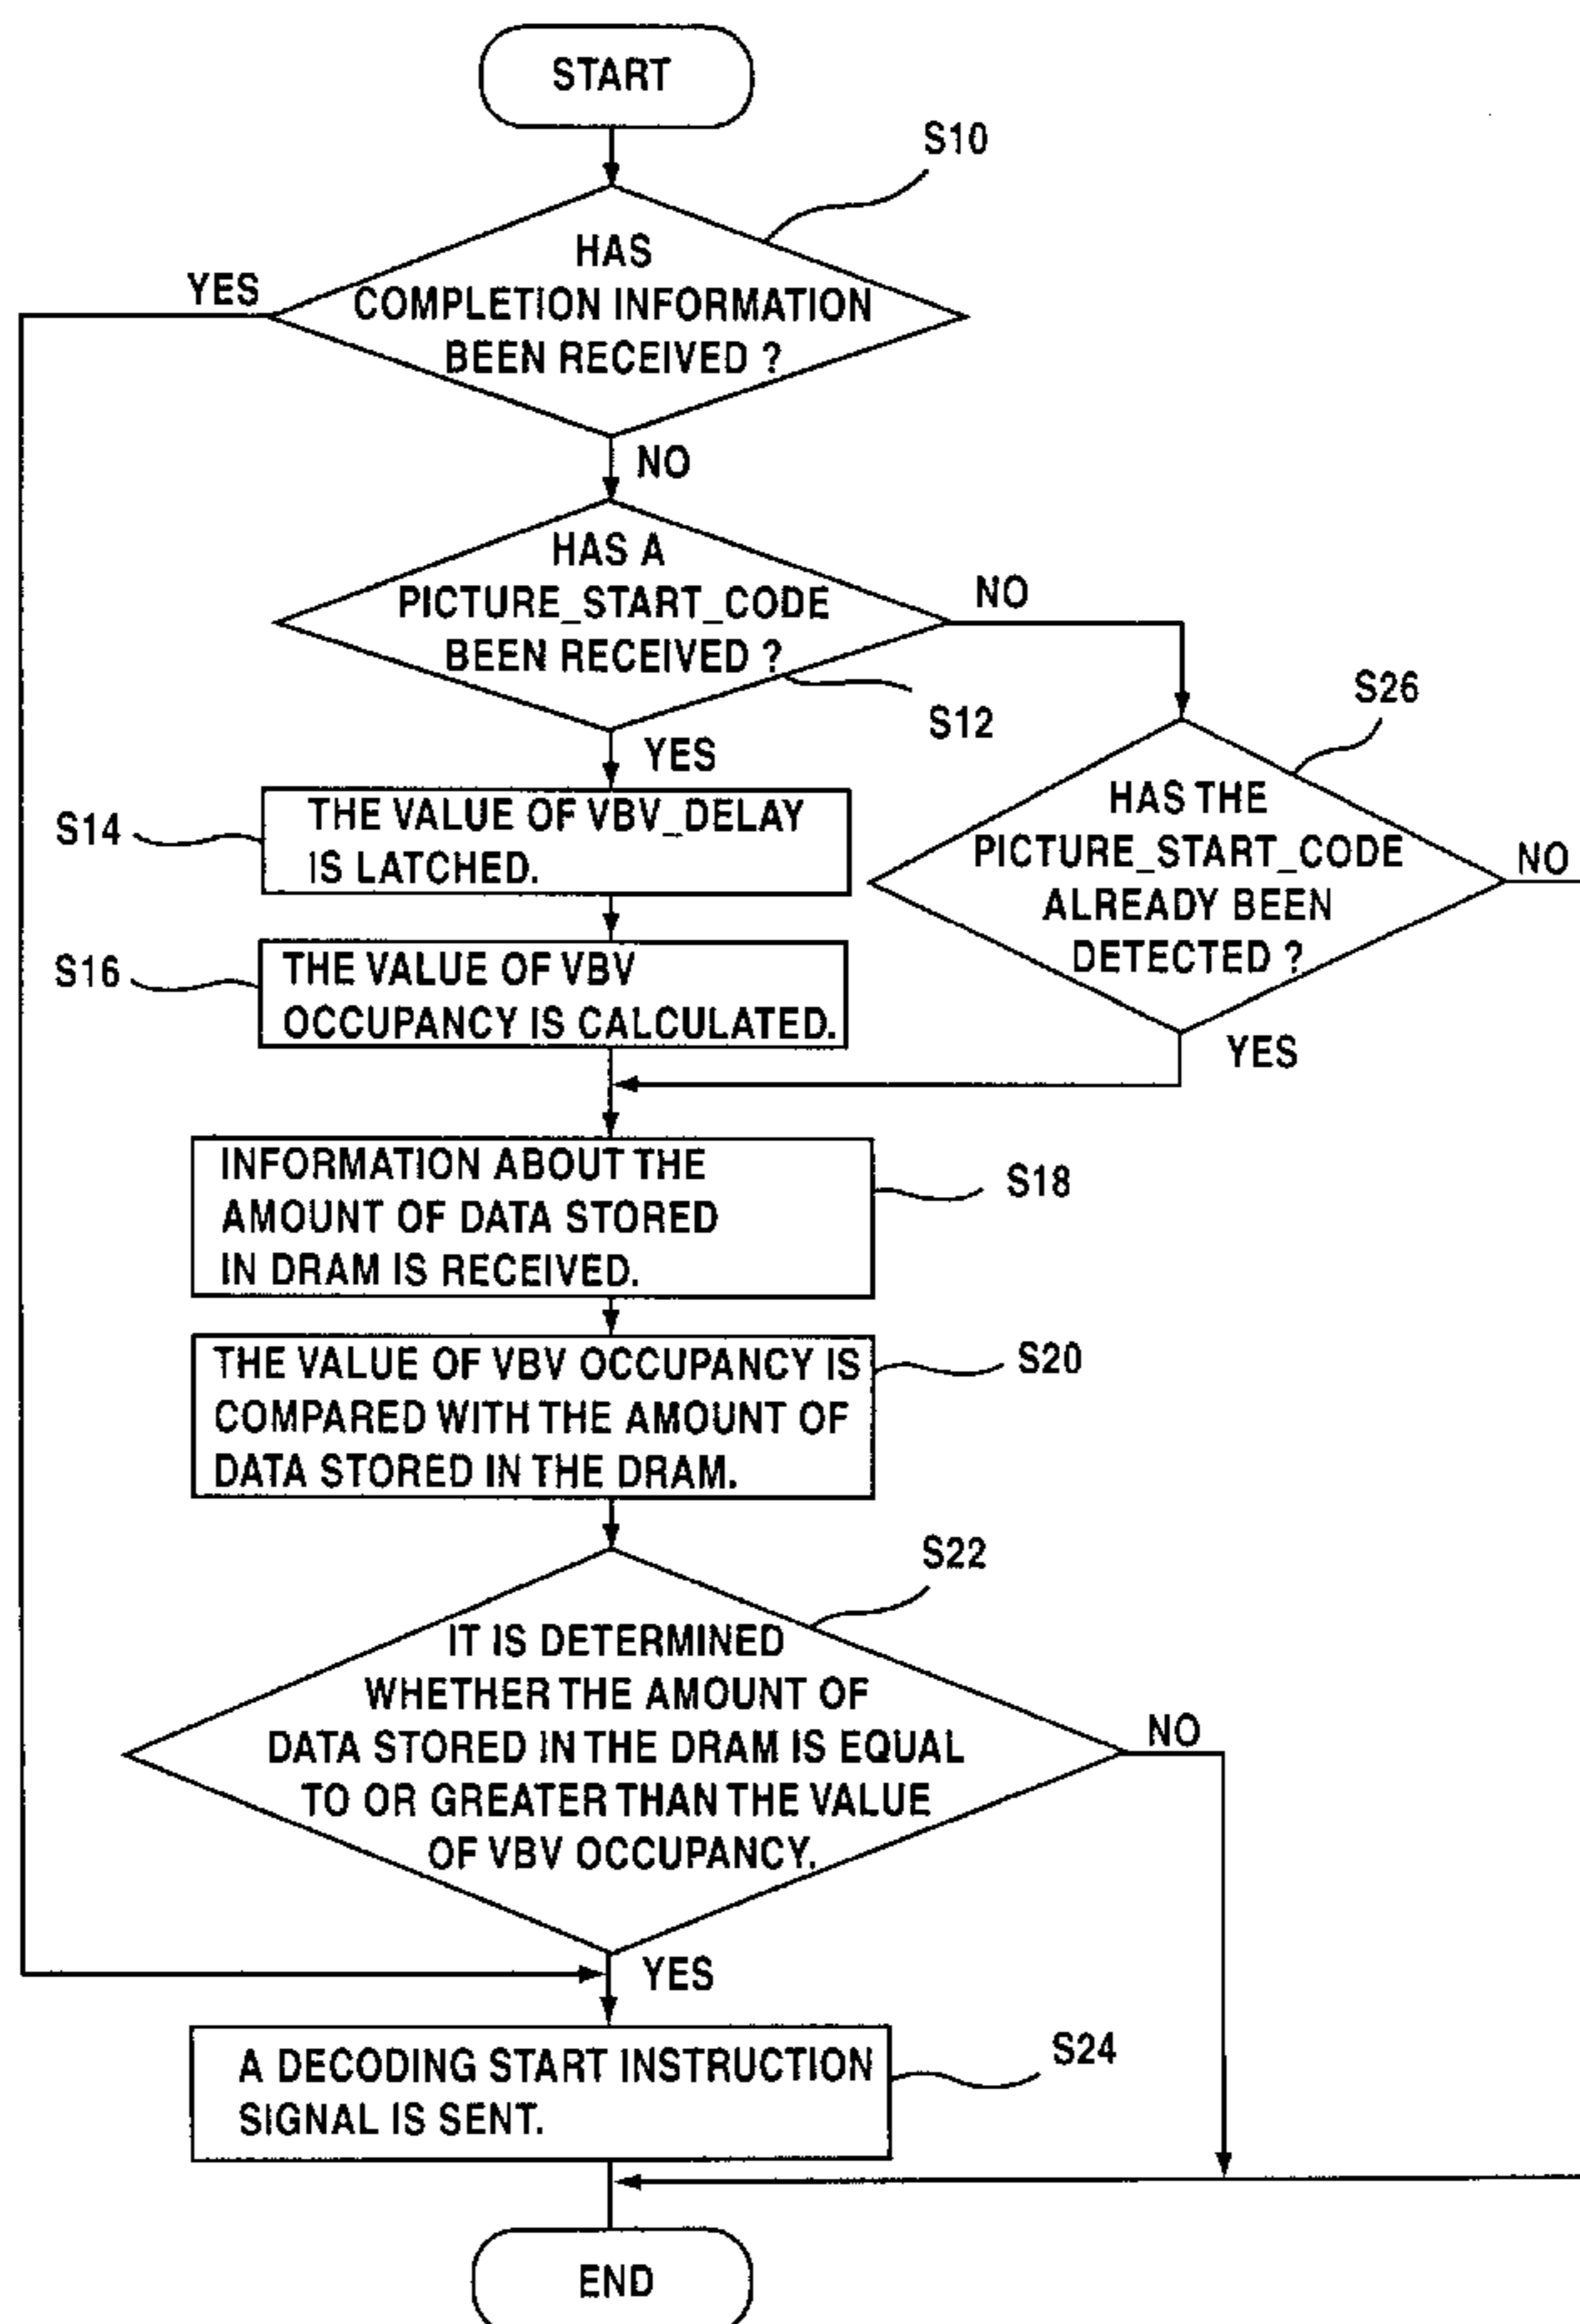 START
S10
HAS
COMPLETION INFORMATION
BEEN RECEIVED ?
YES
NO
HAS A
PICTURE_START_CODE
BEEN RECEIVED ?
NO
S12
YES
S26
HAS THE
PICTURE_START_CODE
ALREADY BEEN
DETECTED ?
NO
YES
S14
THE VALUE OF VBV_DELAY
IS LATCHED.
S16
THE VALUE OF VBV
OCCUPANCY IS CALCULATED.
INFORMATION ABOUT THE
AMOUNT OF DATA STORED
IN DRAM IS RECEIVED.
S18
THE VALUE OF VBV OCCUPANCY IS
COMPARED WITH THE AMOUNT OF
DATA STORED IN THE DRAM.
S20
S22
IT IS DETERMINED
WHETHER THE AMOUNT OF
DATA STORED IN THE DRAM IS EQUAL
TO OR GREATER THAN THE VALUE
OF VBV OCCUPANCY.
NO
YES
A DECODING START INSTRUCTION
SIGNAL IS SENT.
S24
END